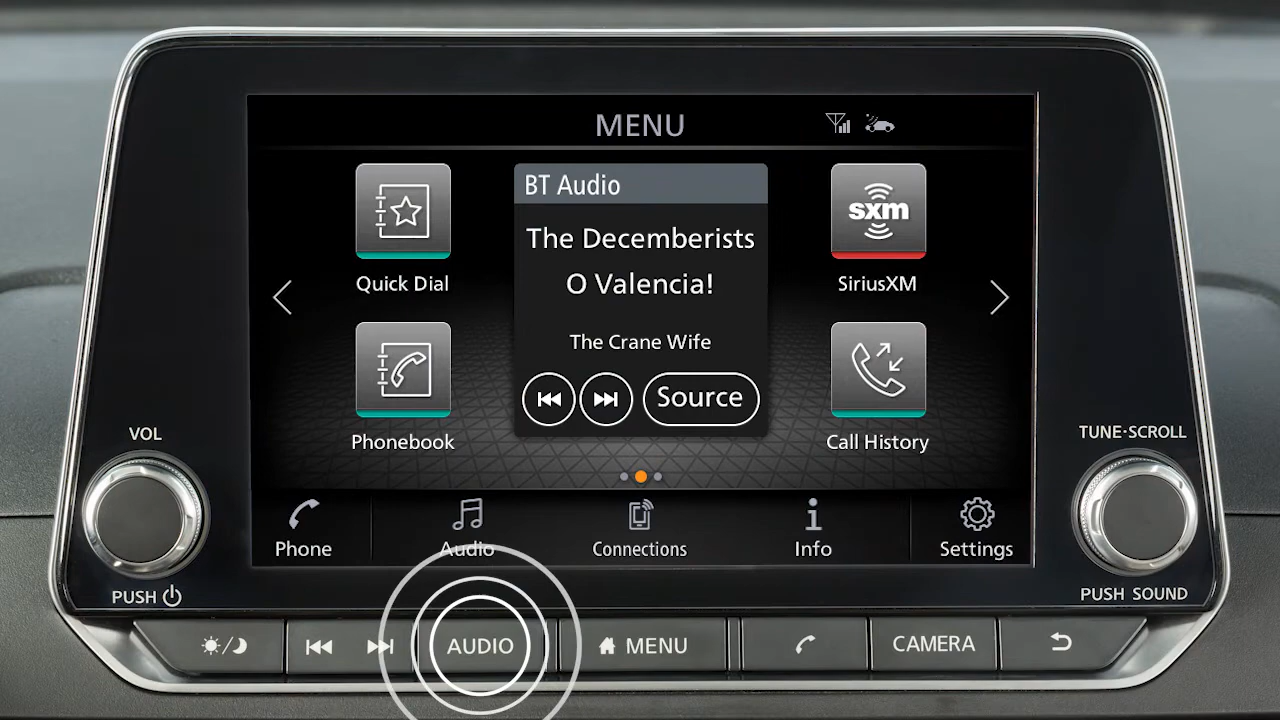 MENU
BT Audio
The Decemberists
O Valencia!
The Crane Wife
Source
Quick Dial
Phonebook
sxm
SiriusXM
Call History
VOL
TUNE·SCROLL
Phone
Audio
Connections
Info
Settings
PUSH
PUSH SOUND
AUDIO
MENU
CAMERA